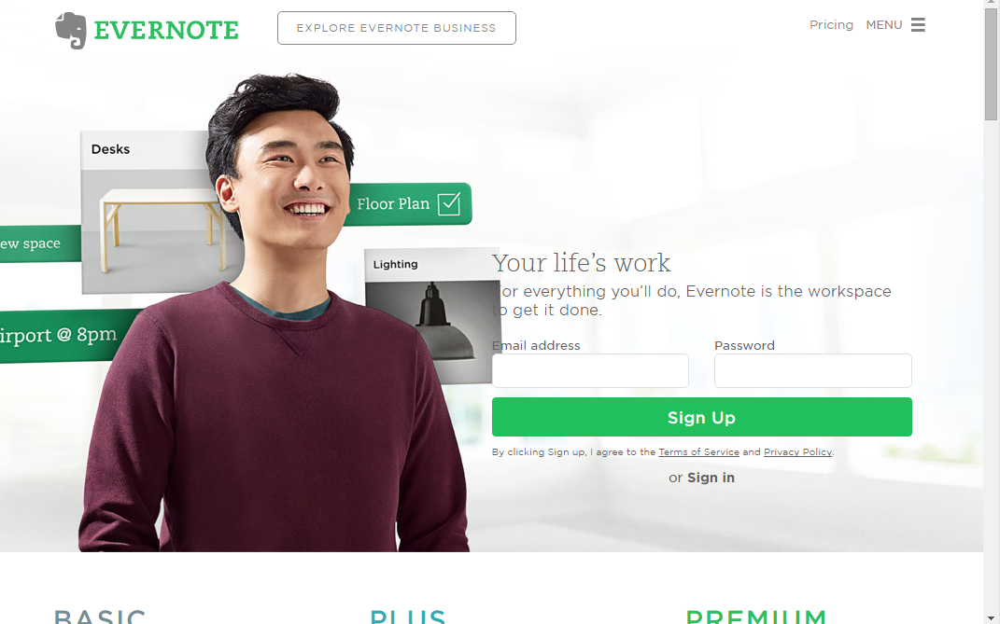 EVERNOTE
EXPLORE EVERNOTE BUSINESS
Pricing
MENU
Desks
Floor Plan
ew space
Lighting
irport @ 8pm
Your life's work
For everything you'll do, Evernote is the workspace
to get it done.
Email address
Password
Sign Up
By clicking Sign up, I agree to the Terms of Service and Privacy Policy.
or Sign in
BASIC
PLUS
PREMIUM